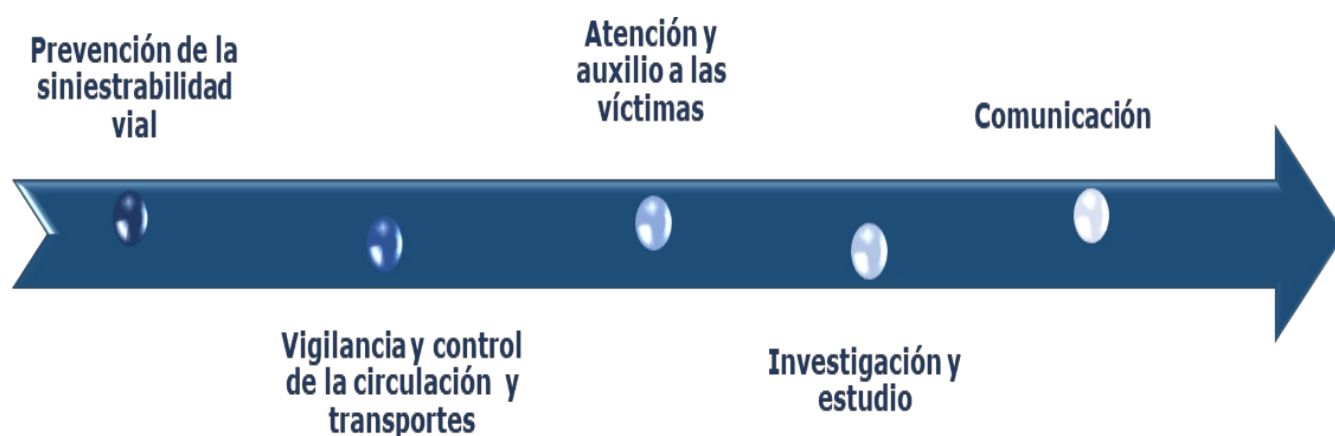 Prevención de la
siniestrabilidad
vial
Vigilancia y control
de la circulación y
transportes
Atención y
auxilio a las
víctimas
Investigación y
estudio
Comunicación